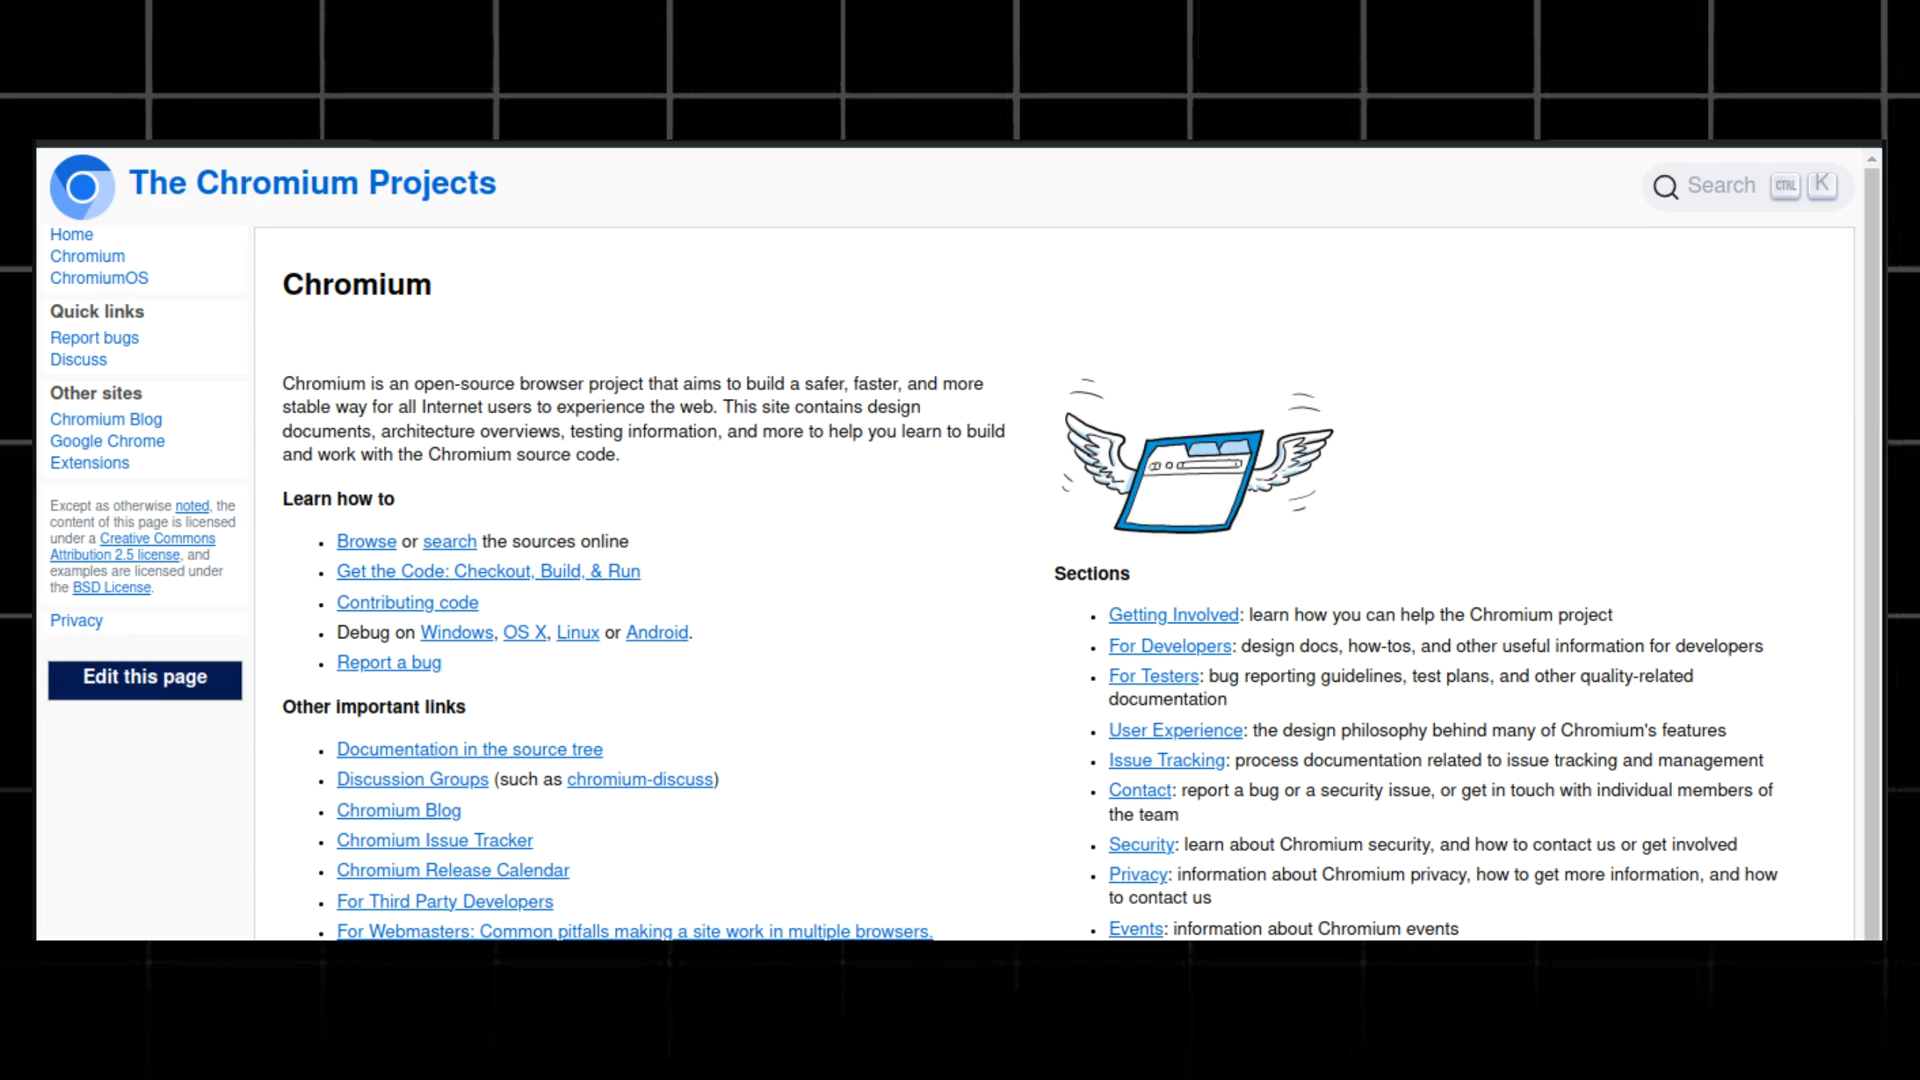 The Chromium Projects
Search CTRL K
Home
Chromium
ChromiumOS
Quick links
Report bugs
Discuss
Other sites
Chromium Blog
Google Chrome
Extensions
Except as otherwise noted, the
content of this page is licensed
under a Creative Commons
Attribution 2.5 license, and
examples are licensed under
the BSD License.
Privacy
Edit this page
Chromium
Chromium is an open-source browser project that aims to build a safer, faster, and more
stable way for all Internet users to experience the web. This site contains design
documents, architecture overviews, testing information, and more to help you learn to build
and work with the Chromium source code.
Learn how to
• Browse or search the sources online
• Get the Code: Checkout, Build, & Run
• Contributing code
• Debug on Windows, OS X, Linux or Android.
• Report a bug
Other important links
• Documentation in the source tree
• Discussion Groups (such as chromium-discuss)
• Chromium Blog
• Chromium Issue Tracker
• Chromium Release Calendar
• For Third Party Developers
• For Webmasters: Common pitfalls making a site work in multiple browsers.
Sections
• Getting Involved: learn how you can help the Chromium project
• For Developers: design docs, how-tos, and other useful information for developers
• For Testers: bug reporting guidelines, test plans, and other quality-related
documentation
• User Experience: the design philosophy behind many of Chromium's features
• Issue Tracking: process documentation related to issue tracking and management
• Contact: report a bug or a security issue, or get in touch with individual members of
the team
• Security: learn about Chromium security, and how to contact us or get involved
• Privacy: information about Chromium privacy, how to get more information, and how
to contact us
• Events: information about Chromium events